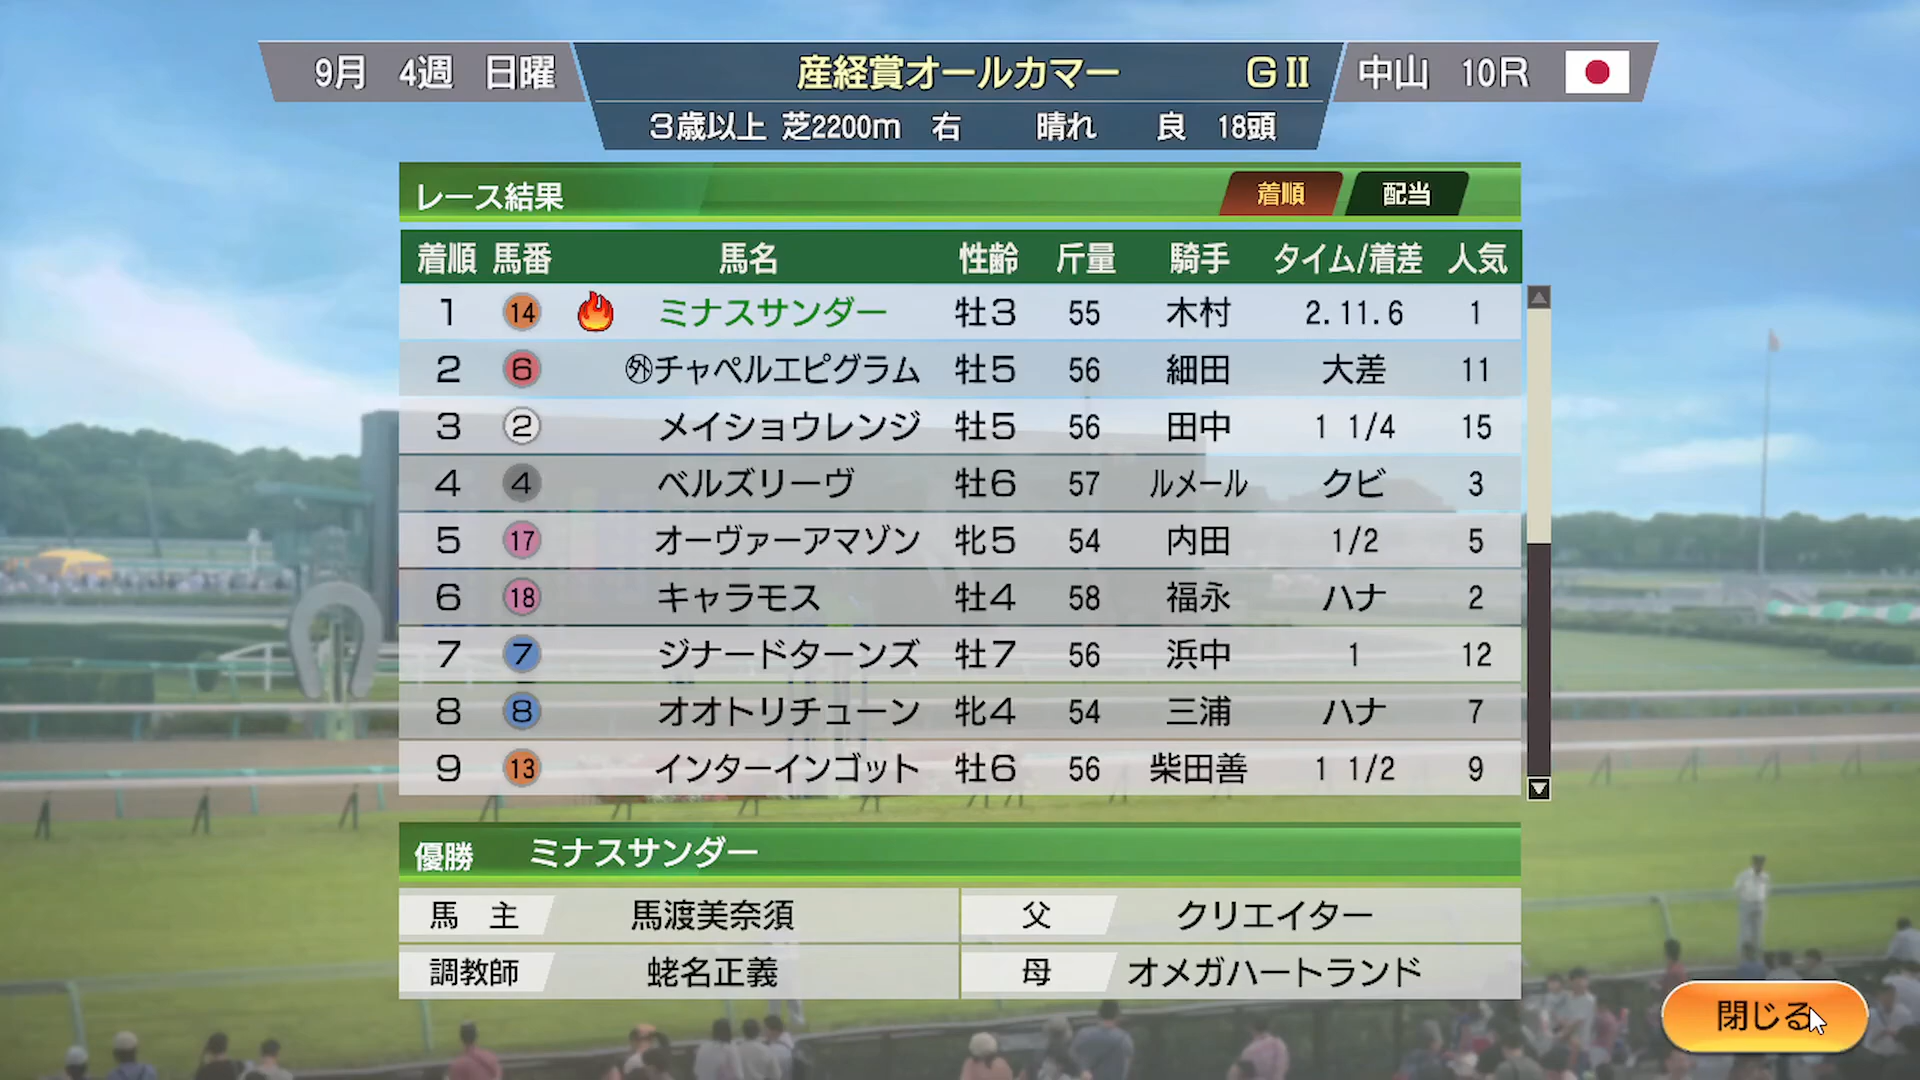 9月 4週 日曜 産経賞オールカマー GⅡ 中山 10R
3歳以上 芝2200m 右 晴れ 良 18頭
レース結果 着順 配当
着順 馬番 馬名 性齢 斤量 騎手 タイム/着差 人気
1 14 ミナスサンダー 牡3 55 木村 2.11.6 1
2 6 ㊕チャペルエピグラム 牡5 56 細田 大差 11
3 2 メイショウレンジ 牡5 56 田中 1 1/4 15
4 4 ベルズリーヴ 牡6 57 ルメール クビ 3
5 17 オーヴァーアマゾン 牝5 54 内田 1/2 5
6 18 キャラモス 牡4 58 福永 ハナ 2
7 7 ジナードターンズ 牡7 56 浜中 1 12
8 8 オオトリチューン 牝4 54 三浦 ハナ 7
9 13 インターインゴット 牡6 56 柴田善 1 1/2 9
優勝 ミナスサンダー
馬主 馬渡美奈須 父 クリエイター
調教師 蛯名正義 母 オメガハートランド
閉じる